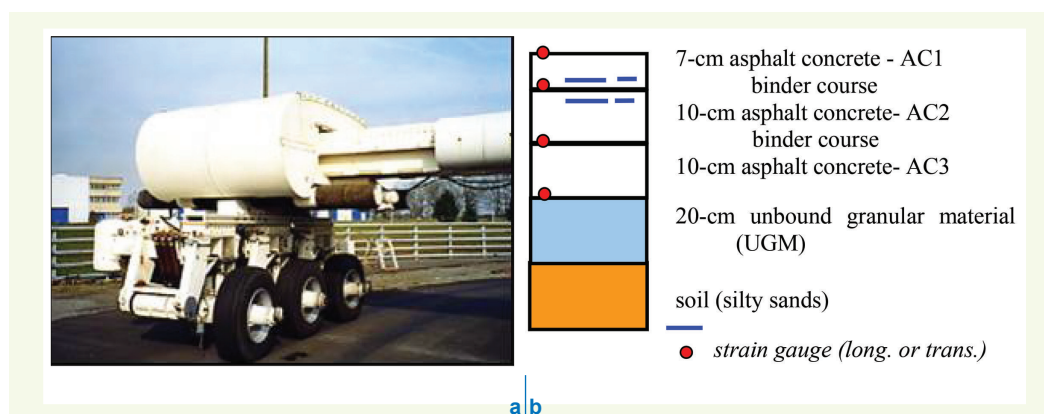 7-cm asphalt concrete - AC1
binder course
10-cm asphalt concrete- AC2
binder course
10-cm asphalt concrete- AC3
20-cm unbound granular material
(UGM)
soil (silty sands)
strain gauge (long. or trans.)
a b